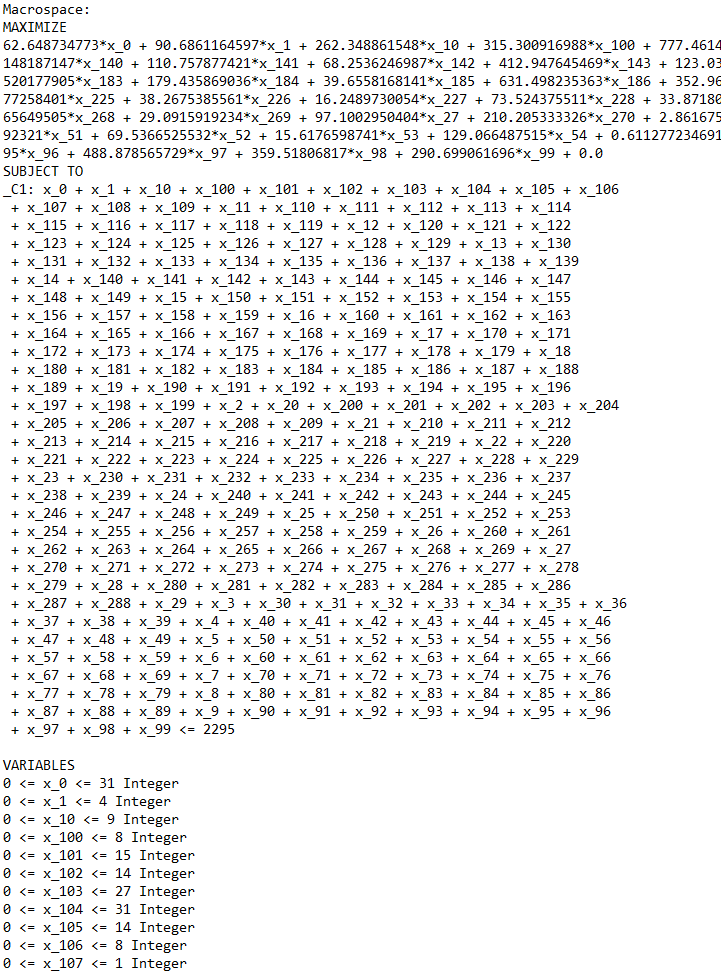 Macrospace:
MAXIMIZE
62.648734773*x_0 + 90.6861164597*x_1 + 262.348861548*x_10 + 315.300916988*x_100 + 777.4614
148187147*x_140 + 110.757877421*x_141 + 68.2536246987*x_142 + 412.947645469*x_143 + 123.03
520177905*x_183 + 179.435869036*x_184 + 39.6558168141*x_185 + 631.498235363*x_186 + 352.96
77258401*x_225 + 38.2675385561*x_226 + 16.2489730054*x_227 + 73.524375511*x_228 + 33.87180
65649505*x_268 + 29.0915919234*x_269 + 97.1002950404*x_27 + 210.205333326*x_270 + 2.861675
92321*x_51 + 69.5366525532*x_52 + 15.6176598741*x_53 + 129.066487515*x_54 + 0.611277234691
95*x_96 + 488.878565729*x_97 + 359.51806817*x_98 + 290.699061696*x_99 + 0.0
SUBJECT TO
_C1: x_0 + x_1 + x_10 + x_100 + x_101 + x_102 + x_103 + x_104 + x_105 + x_106
 + x_107 + x_108 + x_109 + x_11 + x_110 + x_111 + x_112 + x_113 + x_114
 + x_115 + x_116 + x_117 + x_118 + x_119 + x_12 + x_120 + x_121 + x_122
 + x_123 + x_124 + x_125 + x_126 + x_127 + x_128 + x_129 + x_13 + x_130
 + x_131 + x_132 + x_133 + x_134 + x_135 + x_136 + x_137 + x_138 + x_139
 + x_14 + x_140 + x_141 + x_142 + x_143 + x_144 + x_145 + x_146 + x_147
 + x_148 + x_149 + x_15 + x_150 + x_151 + x_152 + x_153 + x_154 + x_155
 + x_156 + x_157 + x_158 + x_159 + x_16 + x_160 + x_161 + x_162 + x_163
 + x_164 + x_165 + x_166 + x_167 + x_168 + x_169 + x_17 + x_170 + x_171
 + x_172 + x_173 + x_174 + x_175 + x_176 + x_177 + x_178 + x_179 + x_18
 + x_180 + x_181 + x_182 + x_183 + x_184 + x_185 + x_186 + x_187 + x_188
 + x_189 + x_19 + x_190 + x_191 + x_192 + x_193 + x_194 + x_195 + x_196
 + x_197 + x_198 + x_199 + x_2 + x_20 + x_200 + x_201 + x_202 + x_203 + x_204
 + x_205 + x_206 + x_207 + x_208 + x_209 + x_21 + x_210 + x_211 + x_212
 + x_213 + x_214 + x_215 + x_216 + x_217 + x_218 + x_219 + x_22 + x_220
 + x_221 + x_222 + x_223 + x_224 + x_225 + x_226 + x_227 + x_228 + x_229
 + x_23 + x_230 + x_231 + x_232 + x_233 + x_234 + x_235 + x_236 + x_237
 + x_238 + x_239 + x_24 + x_240 + x_241 + x_242 + x_243 + x_244 + x_245
 + x_246 + x_247 + x_248 + x_249 + x_25 + x_250 + x_251 + x_252 + x_253
 + x_254 + x_255 + x_256 + x_257 + x_258 + x_259 + x_26 + x_260 + x_261
 + x_262 + x_263 + x_264 + x_265 + x_266 + x_267 + x_268 + x_269 + x_27
 + x_270 + x_271 + x_272 + x_273 + x_274 + x_275 + x_276 + x_277 + x_278
 + x_279 + x_28 + x_280 + x_281 + x_282 + x_283 + x_284 + x_285 + x_286
 + x_287 + x_288 + x_29 + x_3 + x_30 + x_31 + x_32 + x_33 + x_34 + x_35 + x_36
 + x_37 + x_38 + x_39 + x_4 + x_40 + x_41 + x_42 + x_43 + x_44 + x_45 + x_46
 + x_47 + x_48 + x_49 + x_5 + x_50 + x_51 + x_52 + x_53 + x_54 + x_55 + x_56
 + x_57 + x_58 + x_59 + x_6 + x_60 + x_61 + x_62 + x_63 + x_64 + x_65 + x_66
 + x_67 + x_68 + x_69 + x_7 + x_70 + x_71 + x_72 + x_73 + x_74 + x_75 + x_76
 + x_77 + x_78 + x_79 + x_8 + x_80 + x_81 + x_82 + x_83 + x_84 + x_85 + x_86
 + x_87 + x_88 + x_89 + x_9 + x_90 + x_91 + x_92 + x_93 + x_94 + x_95 + x_96
 + x_97 + x_98 + x_99 <= 2295
VARIABLES
0 <= x_0 <= 31 Integer
0 <= x_1 <= 4 Integer
0 <= x_10 <= 9 Integer
0 <= x_100 <= 8 Integer
0 <= x_101 <= 15 Integer
0 <= x_102 <= 14 Integer
0 <= x_103 <= 27 Integer
0 <= x_104 <= 31 Integer
0 <= x_105 <= 14 Integer
0 <= x_106 <= 8 Integer
0 <= x_107 <= 1 Integer